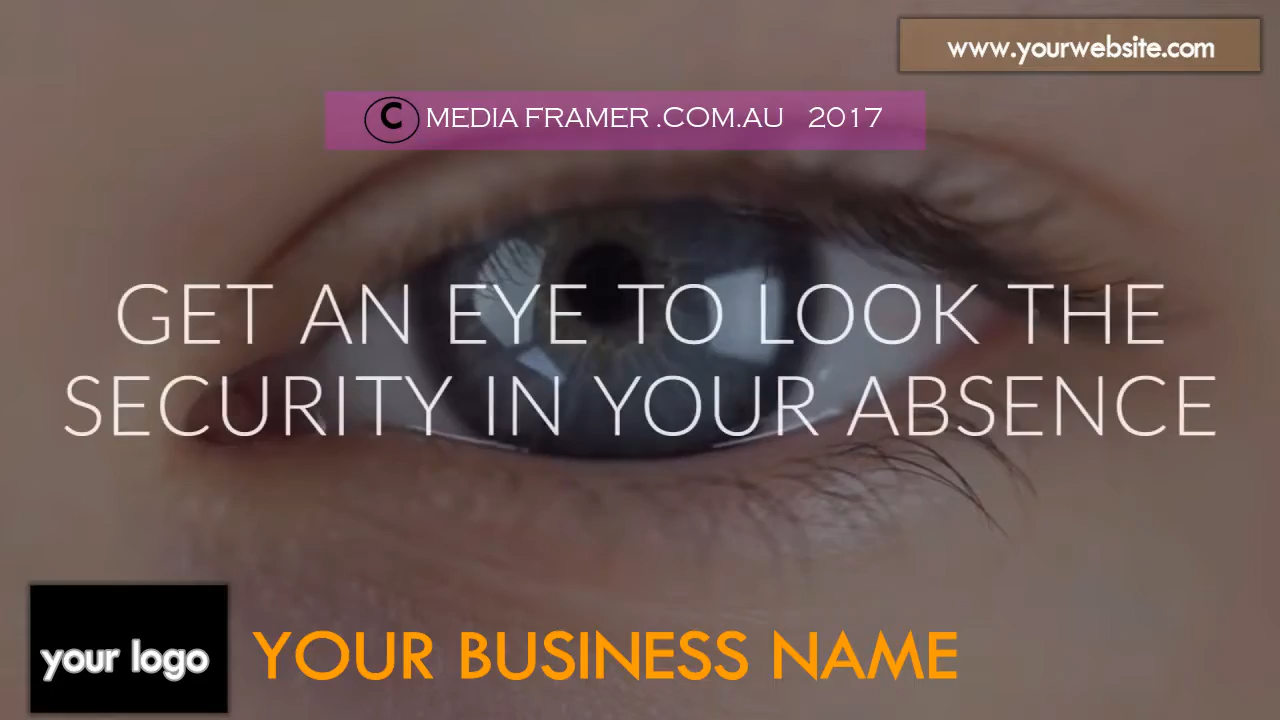 www.yourwebsite.com
C MEDIA FRAMER .COM.AU 2017
GET AN EYE TO LOOK THE
SECURITY IN YOUR ABSENCE
your logo
YOUR BUSINESS NAME